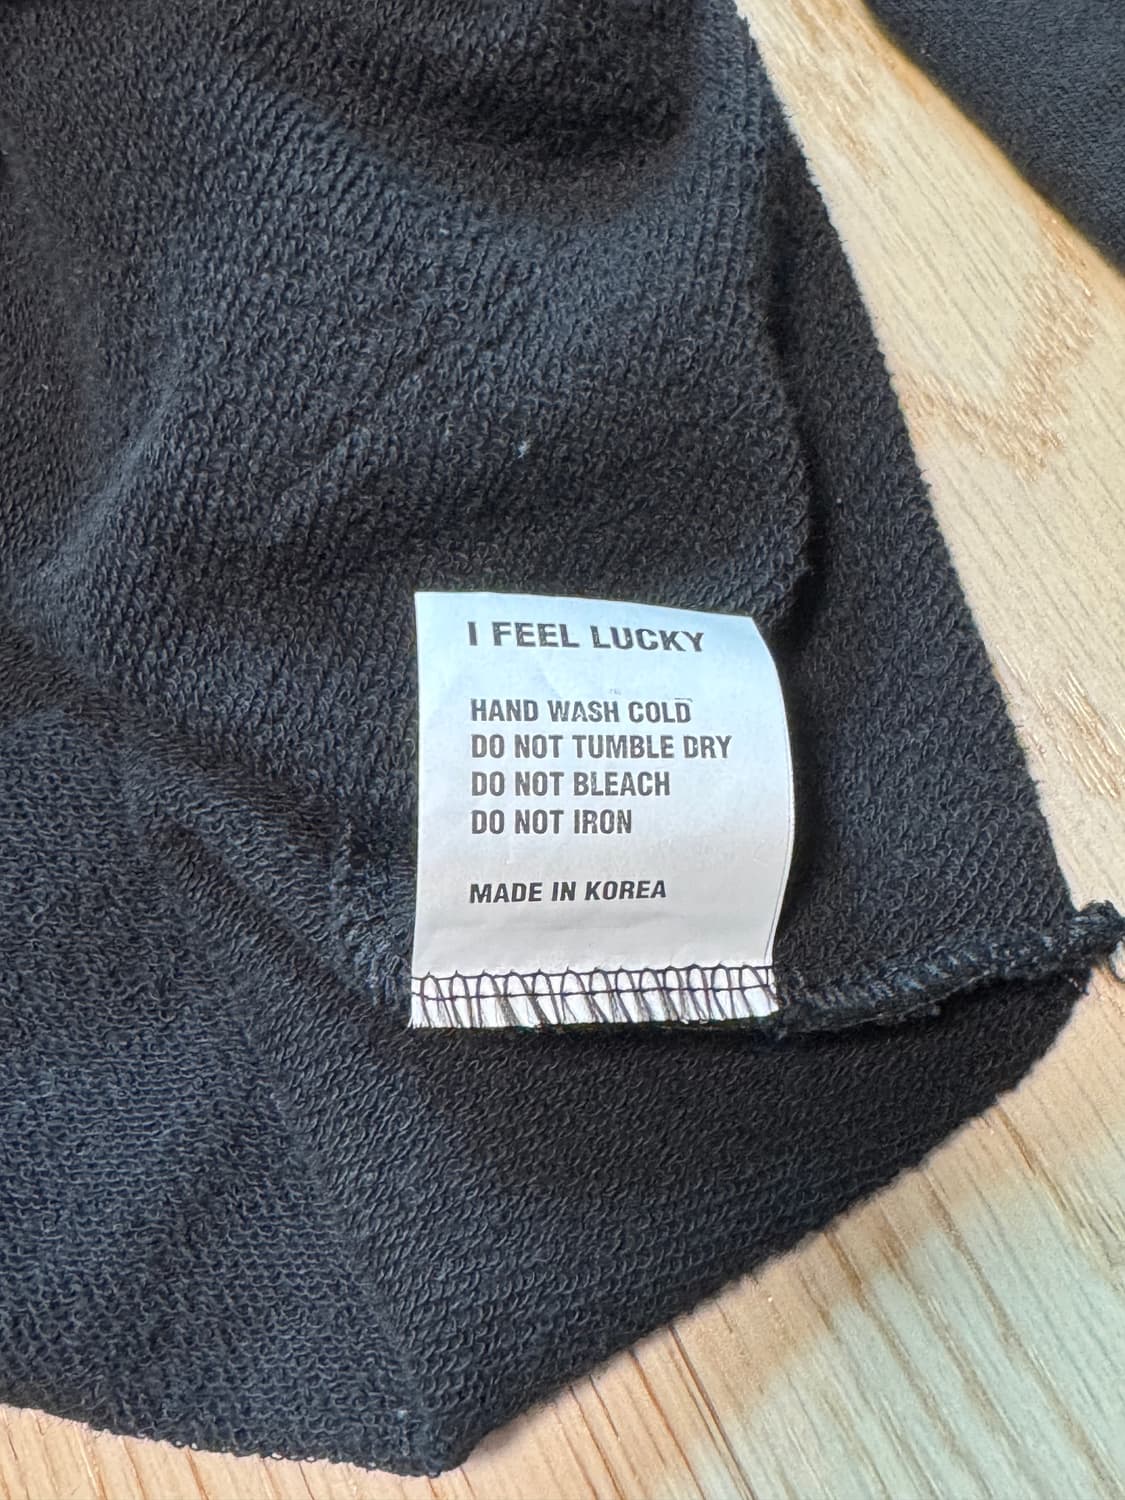 I FEEL LUCKY
HAND WASH COLD
DO NOT TUMBLE DRY
DO NOT BLEACH
DO NOT IRON
MADE IN KOREA